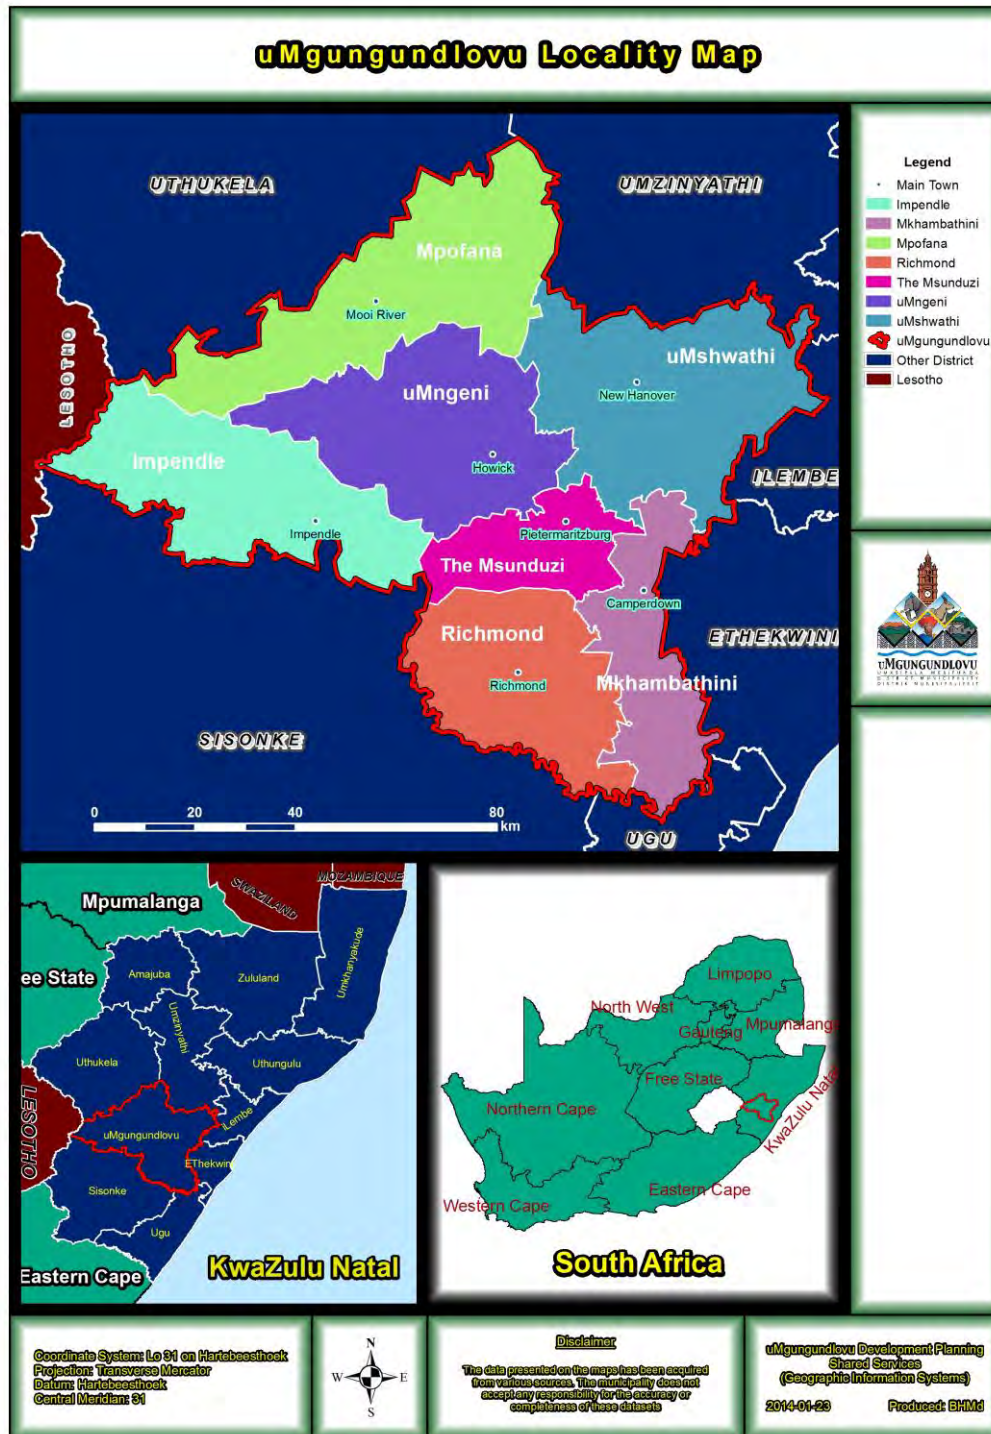 uMgungundlovu Locality Map
UTHUKELA
UMZINYATHI
Mpofana
Mooi River
LESOTHO
uMshwathi
uMngeni
New Hanover
Impendle
Howick
ILEMBE
Impendle
Pietermaritzburg
The Msunduzi
Camperdown
Richmond
ETHEKWINI
Richmond
Mkhambathini
SISONKE
0 20 40 80
km
UGU
Legend
Main Town
Impendle
Mkhambathini
Mpofana
Richmond
The Msunduzi
uMngeni
uMshwathi
uMgungundlovu
Other District
Lesotho
uMGUNGUNDLOVU
MOZAMBIQUE
SWAZILAND
Mpumalanga
ee State
Amajuba
Zululand
Umkhanyakude
Umzinyathi
Uthukela
Uthungulu
LESOTHO
uMgungundlovu
iLembe
EThekwini
Sisonke
Ugu
Eastern Cape
KwaZulu Natal
Limpopo
North West
Gauteng
Mpumalanga
Free State
Northern Cape
KwaZulu Natal
Eastern Cape
Western Cape
South Africa
Coordinate System: Lo 31 on Hartebeesthoek
Projection: Transverse Mercator
Datum: Hartebeesthoek
Central Meridian: 31
N
W E
S
Disclaimer
The data presented on the maps has been acquired
from various sources. The municipality does not
accept any responsibility for the accuracy or
completeness of these datasets
uMgungundlovu Development Planning
Shared Services
(Geographic Information Systems)
2014-01-23 Produced: BHMd